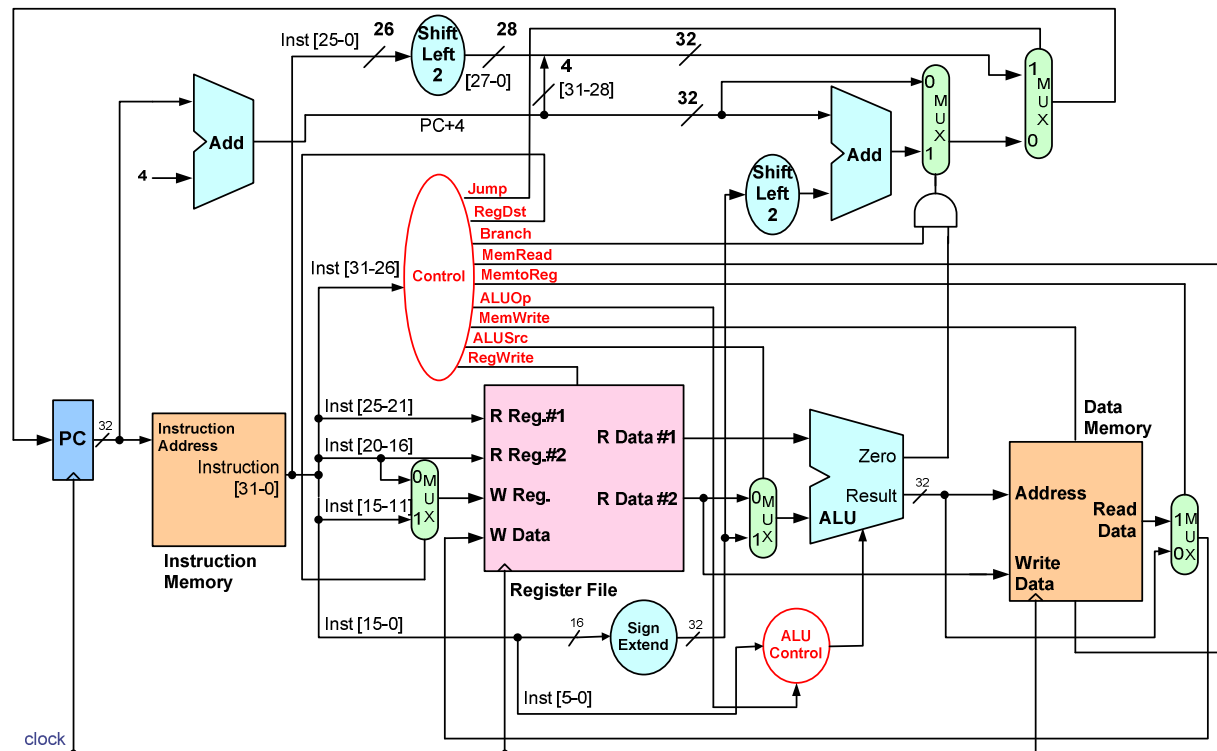 Inst [25-0]
26
Shift
Left
2
28
[27-0]
4
[31-28]
32
1
M
U
X
0
PC+4
32
0
M
U
X
1
Add
4
Add
Shift
Left
2
Jump
RegDst
Branch
MemRead
MemtoReg
ALUOp
MemWrite
ALUSrc
RegWrite
Control
Inst [31-26]
PC
32
Instruction
Address
Instruction
[31-0]
Instruction
Memory
Inst [25-21]
Inst [20-16]
Inst [15-11]
0
M
U
X
1
R Reg.#1
R Reg.#2
W Reg.
W Data
R Data #1
R Data #2
Register File
0
M
U
X
1
Zero
Result
ALU
32
Data
Memory
Address
Read
Data
Write
Data
1
M
U
X
0
Inst [15-0]
16
Sign
Extend
32
ALU
Control
Inst [5-0]
clock